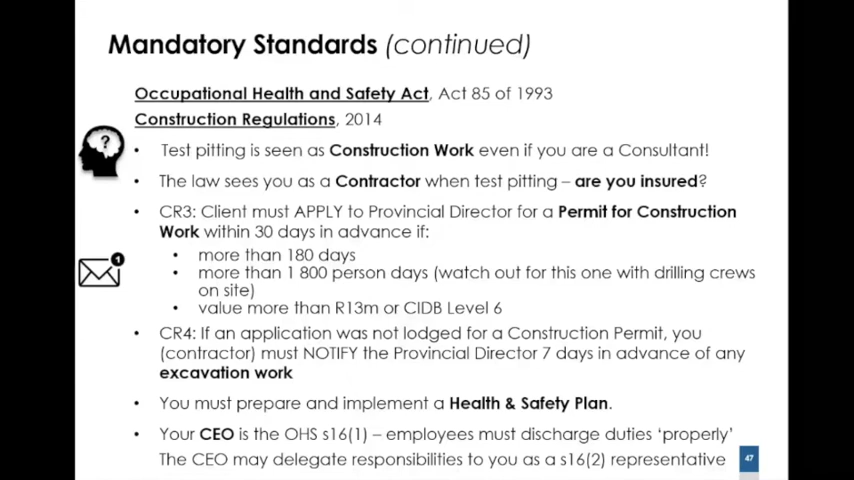 Mandatory Standards (continued)
Occupational Health and Safety Act, Act 85 of 1993
Construction Regulations, 2014
?
• Test pitting is seen as Construction Work even if you are a Consultant!
• The law sees you as a Contractor when test pitting – are you insured?
• CR3: Client must APPLY to Provincial Director for a Permit for Construction
Work within 30 days in advance if:
• more than 180 days
• more than 1 800 person days (watch out for this one with drilling crews
on site)
• value more than R13m or CIDB Level 6
1
• CR4: If an application was not lodged for a Construction Permit, you
(contractor) must NOTIFY the Provincial Director 7 days in advance of any
excavation work
• You must prepare and implement a Health & Safety Plan.
• Your CEO is the OHS s16(1) – employees must discharge duties ‘properly’
The CEO may delegate responsibilities to you as a s16(2) representative
47